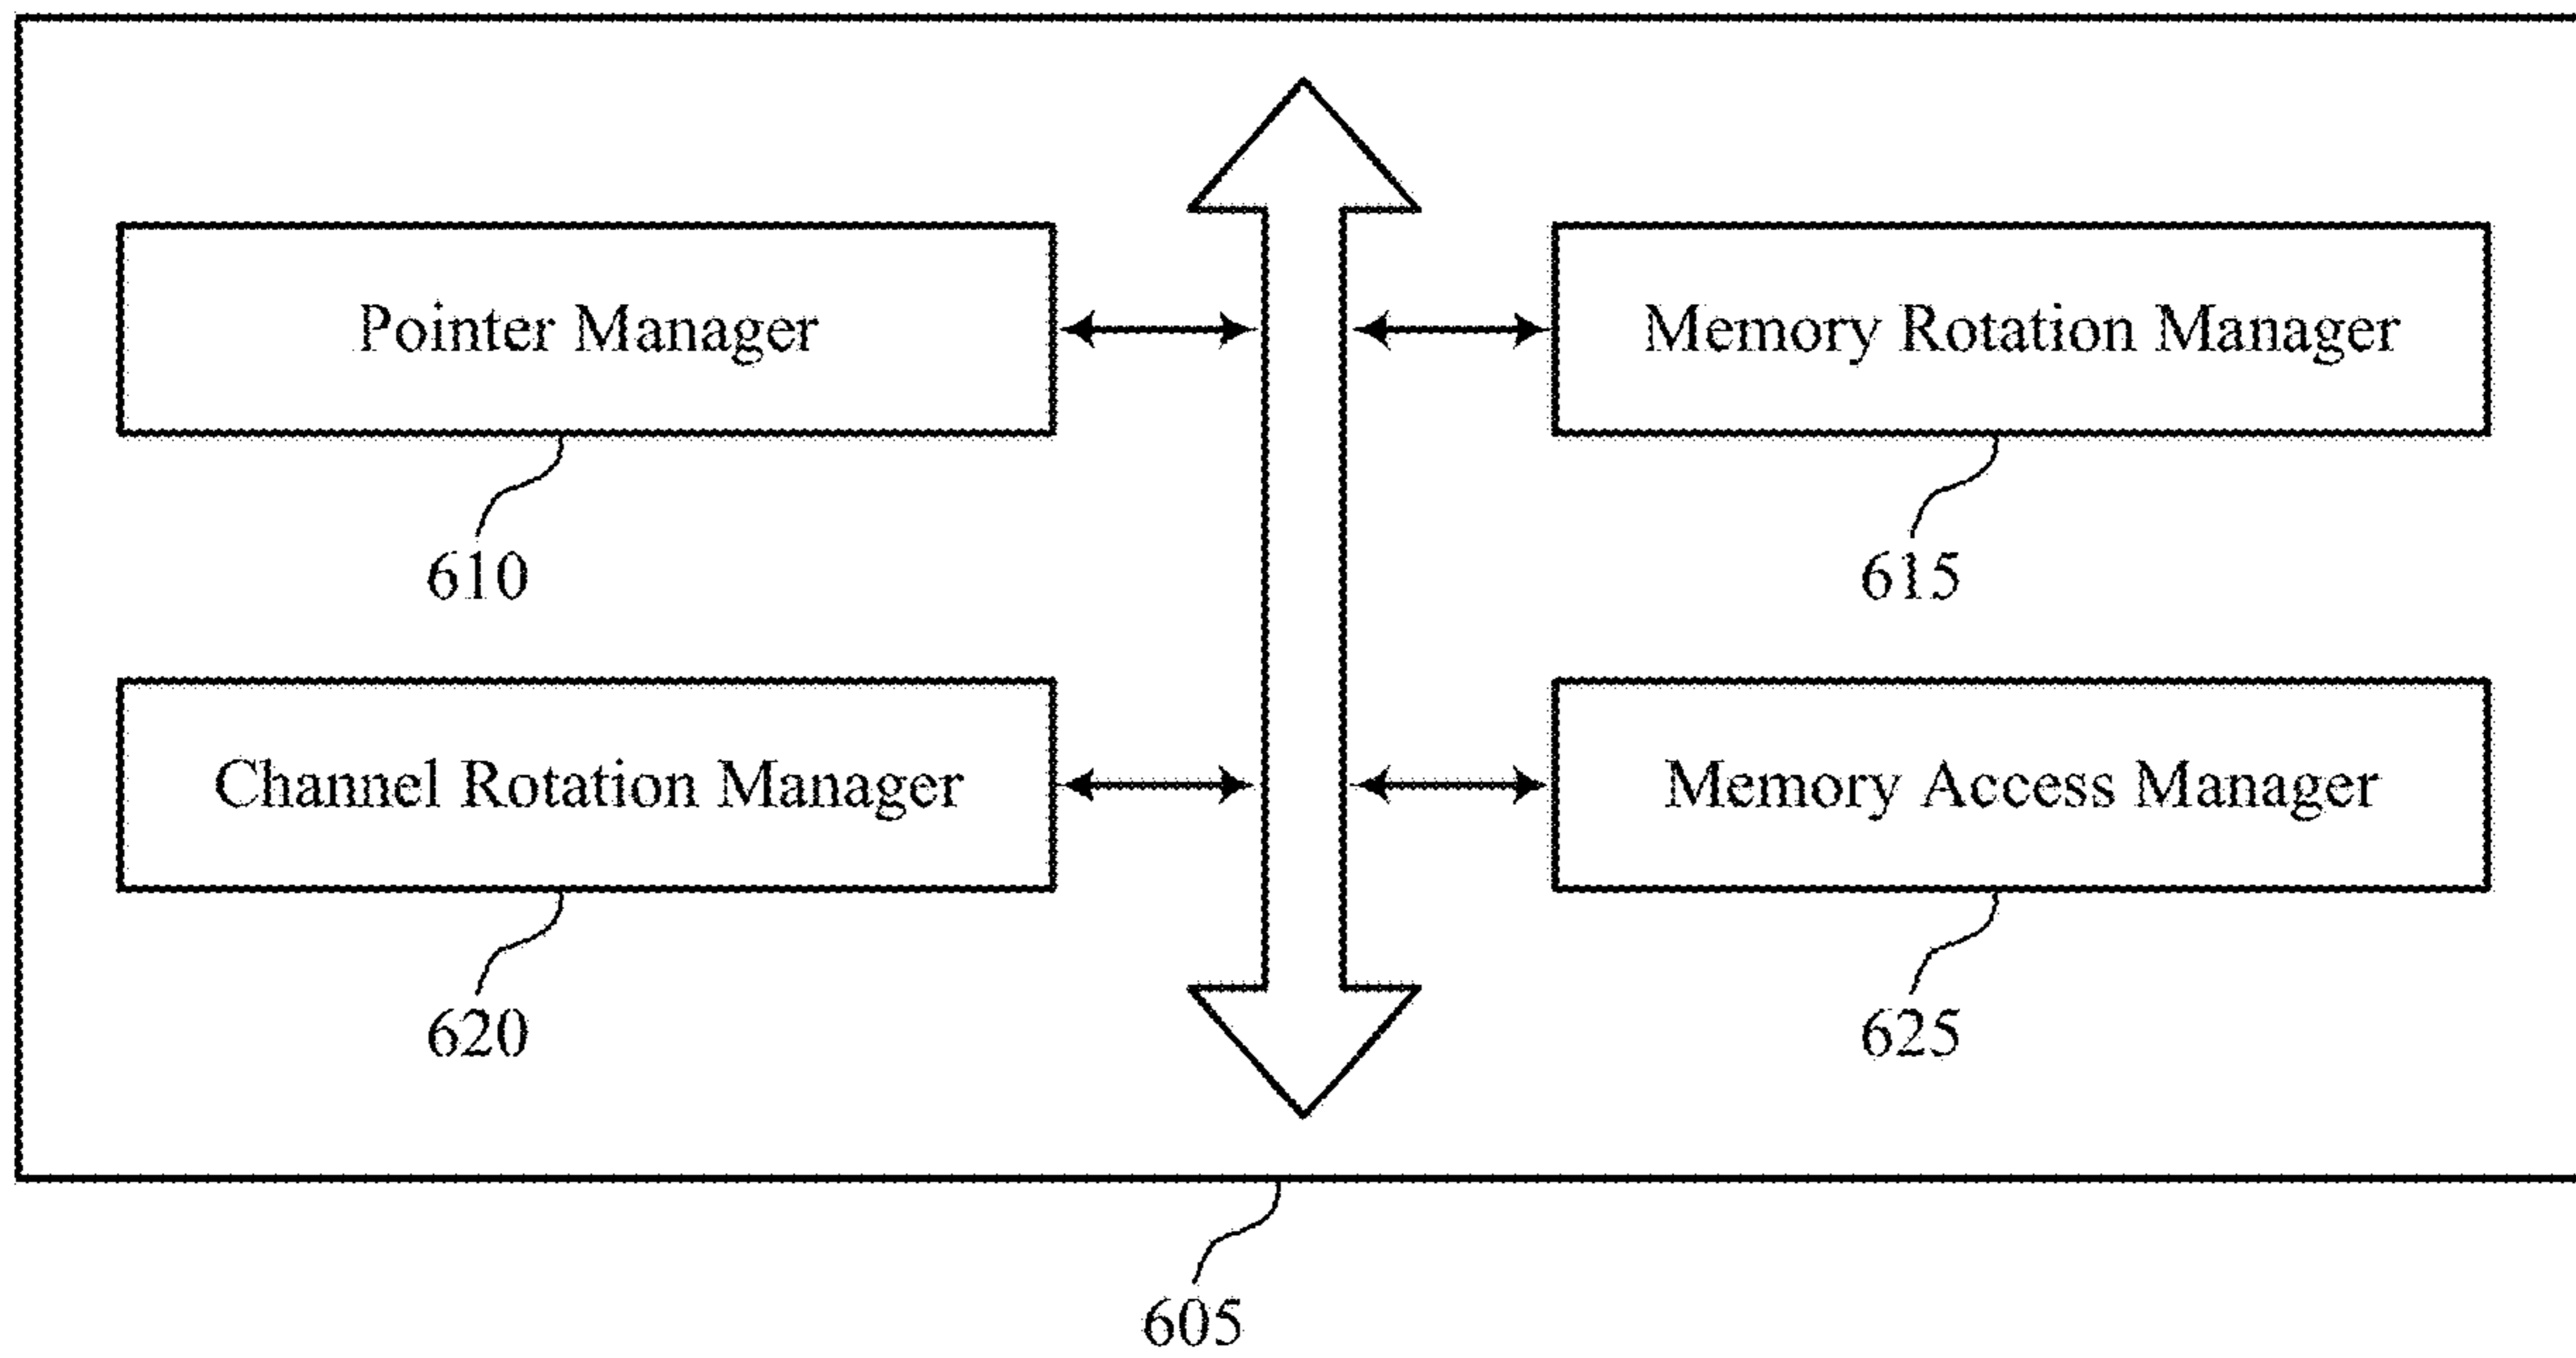 Pointer Manager
Memory Rotation Manager
610
615
Channel Rotation Manager
Memory Access Manager
620
625
605